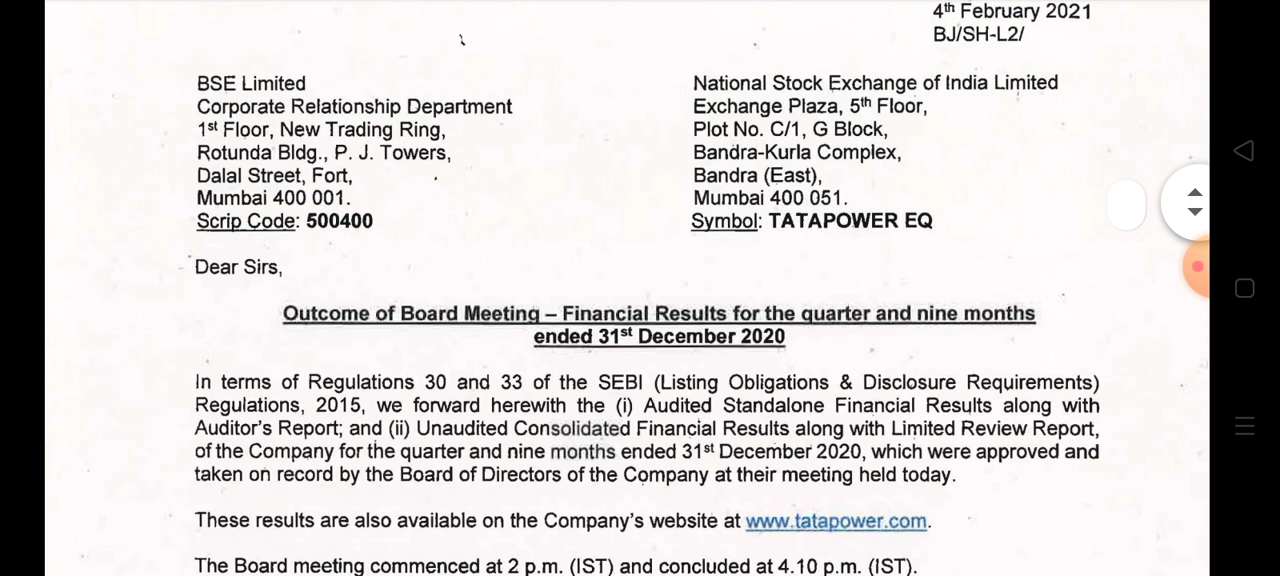 4th February 2021
BJ/SH-L2/
BSE Limited
Corporate Relationship Department
1st Floor, New Trading Ring,
Rotunda Bldg., P. J. Towers,
Dalal Street, Fort,
Mumbai 400 001.
Scrip Code: 500400
National Stock Exchange of India Limited
Exchange Plaza, 5th Floor,
Plot No. C/1, G Block,
Bandra-Kurla Complex,
Bandra (East),
Mumbai 400 051.
Symbol: TATAPOWER EQ
Dear Sirs,
Outcome of Board Meeting – Financial Results for the quarter and nine months
ended 31st December 2020
In terms of Regulations 30 and 33 of the SEBI (Listing Obligations & Disclosure Requirements)
Regulations, 2015, we forward herewith the (i) Audited Standalone Financial Results along with
Auditor's Report; and (ii) Unaudited Consolidated Financial Results along with Limited Review Report,
of the Company for the quarter and nine months ended 31st December 2020, which were approved and
taken on record by the Board of Directors of the Company at their meeting held today.
These results are also available on the Company's website at www.tatapower.com.
The Board meeting commenced at 2 p.m. (IST) and concluded at 4.10 p.m. (IST).